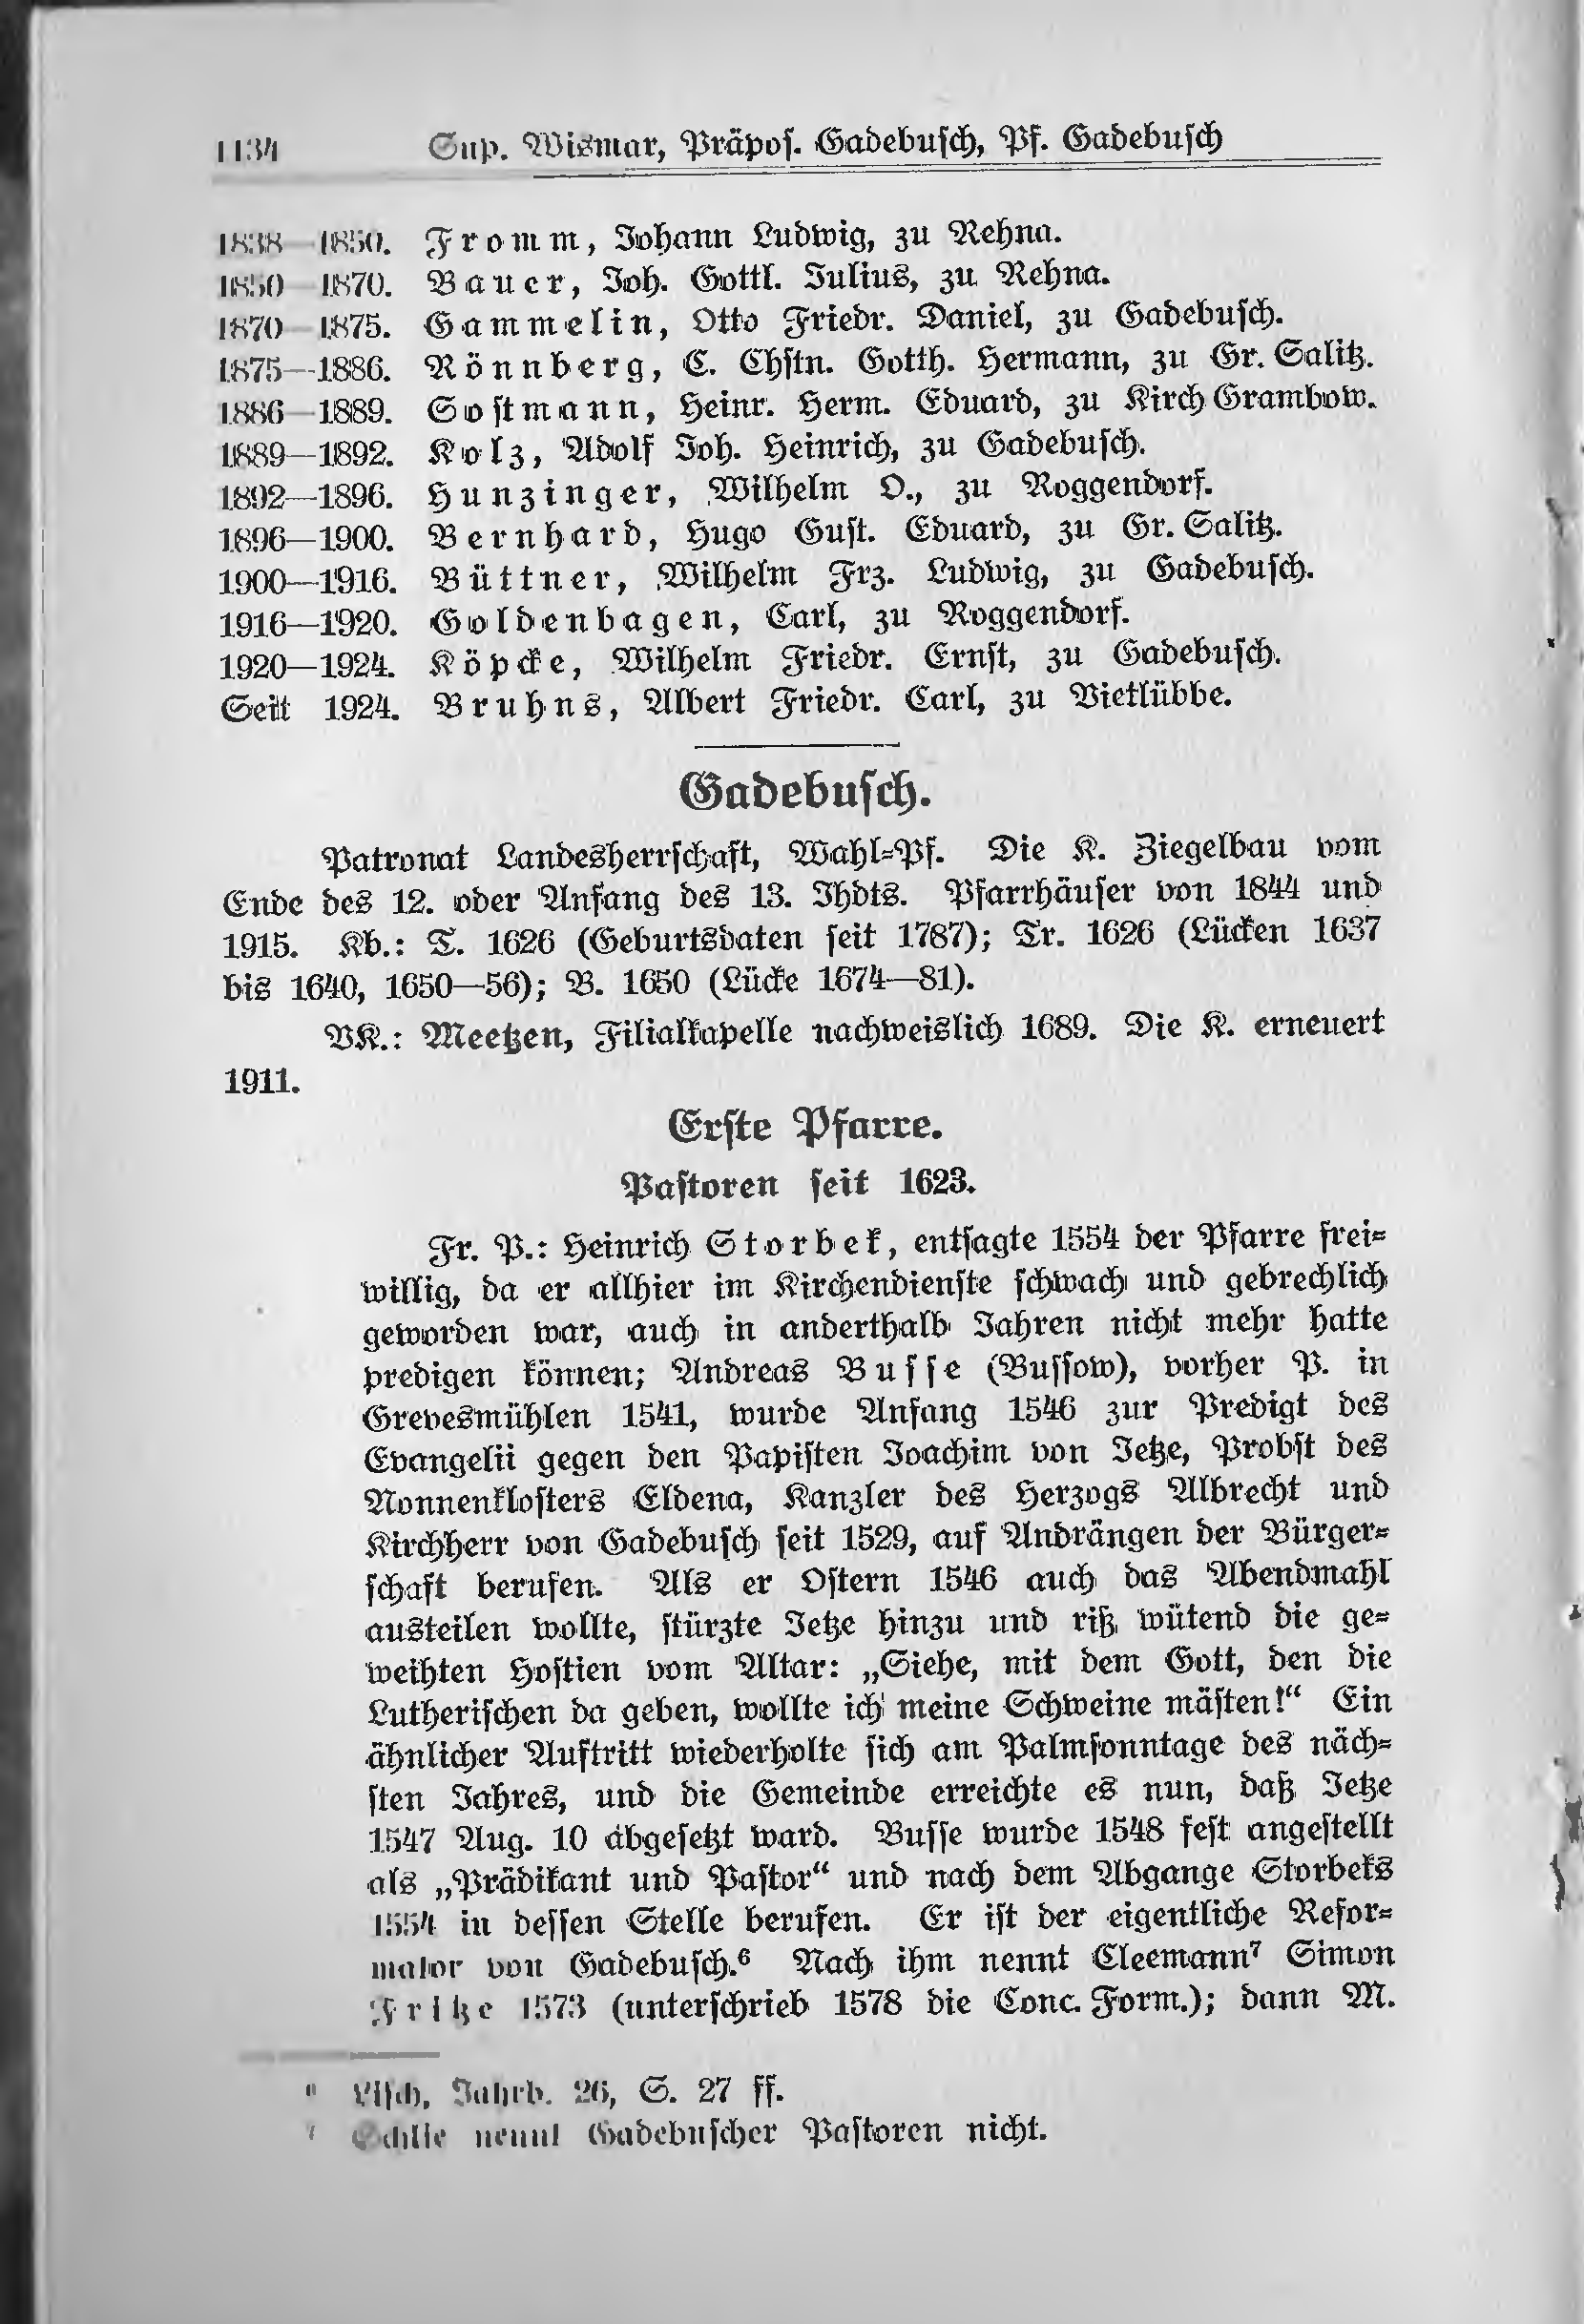 1134 Sup. Wismar, Präpos. Gadebusch, Pf. Gadebusch
1838—1850. Fromm, Johann Ludwig, zu Rehna.
1850—1870. Bauer, Joh. Gottl. Julius, zu Rehna.
1870—1875. Gammelin, Otto Friedr. Daniel, zu Gadebusch.
1875—1886. Rönnberg, C. Chstn. Gotth. Hermann, zu Gr. Salitz.
1886—1889. Sostmann, Heinr. Herm. Eduard, zu Kirch Grambow.
1889—1892. Kolz, Adolf Joh. Heinrich, zu Gadebusch.
1892—1896. Hunzinger, Wilhelm O., zu Roggendorf.
1896—1900. Bernhard, Hugo Gust. Eduard, zu Gr. Salitz.
1900—1916. Büttner, Wilhelm Frz. Ludwig, zu Gadebusch.
1916—1920. Goldenbagen, Carl, zu Roggendorf.
1920—1924. Köpcke, Wilhelm Friedr. Ernst, zu Gadebusch.
Seit 1924. Bruhns, Albert Friedr. Carl, zu Vietlübbe.
Gadebusch.
Patronat Landesherrschaft, Wahl-Pf. Die K. Ziegelbau vom
Ende des 12. oder Anfang des 13. Jhdts. Pfarrhäuser von 1844 und
1915. Kb.: T. 1626 (Geburtsdaten seit 1787); Tr. 1626 (Lücken 1637
bis 1640, 1650—56); B. 1650 (Lücke 1674—81).
VK.: Meetzen, Filialkapelle nachweislich 1689. Die K. erneuert
1911.
Erste Pfarre.
Pastoren seit 1623.
Fr. P.: Heinrich Storbek, entsagte 1554 der Pfarre frei-
willig, da er allhier im Kirchendienste schwach und gebrechlich
geworden war, auch in anderthalb Jahren nicht mehr hatte
predigen können; Andreas Busse (Bussow), vorher P. in
Grevesmühlen 1541, wurde Anfang 1546 zur Predigt des
Evangelii gegen den Papisten Joachim von Jetze, Probst des
Nonnenklosters Eldena, Kanzler des Herzogs Albrecht und
Kirchherr von Gadebusch seit 1529, auf Andrängen der Bürger-
schaft berufen. Als er Ostern 1546 auch das Abendmahl
austeilen wollte, stürzte Jetze hinzu und riß wütend die ge-
weihten Hostien vom Altar: „Siehe, mit dem Gott, den die
Lutherischen da geben, wollte ich meine Schweine mästen!“ Ein
ähnlicher Auftritt wiederholte sich am Palmsonntage des näch-
sten Jahres, und die Gemeinde erreichte es nun, daß Jetze
1547 Aug. 10 abgesetzt ward. Busse wurde 1548 fest angestellt
als „Prädikant und Pastor“ und nach dem Abgange Storbeks
1554 in dessen Stelle berufen. Er ist der eigentliche Refor-
mator von Gadebusch.⁶ Nach ihm nennt Cleemann⁷ Simon
Fritze 1573 (unterschrieb 1578 die Conc. Form.); dann M.
⁶ Lisch, Jahrb. 26, S. 27 ff.
⁷ Schlie nennt Gadebuscher Pastoren nicht.